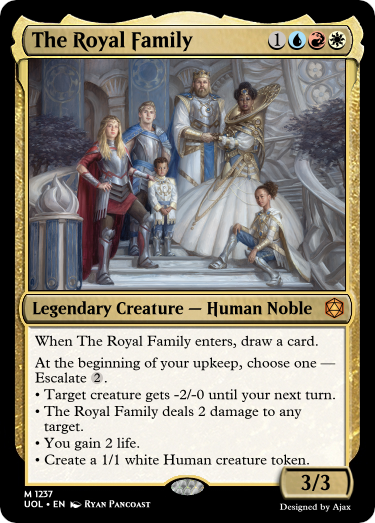 The Royal Family 1
Legendary Creature — Human Noble
When The Royal Family enters, draw a card.
At the beginning of your upkeep, choose one —
Escalate 2.
• Target creature gets -2/-0 until your next turn.
• The Royal Family deals 2 damage to any
target.
• You gain 2 life.
• Create a 1/1 white Human creature token.
3/3
M 1237
UOL • EN Ryan Pancoast
Designed by Ajax